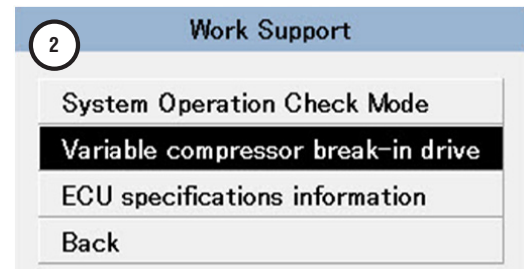 Work Support
2
System Operation Check Mode
Variable compressor break-in drive
ECU specifications information
Back